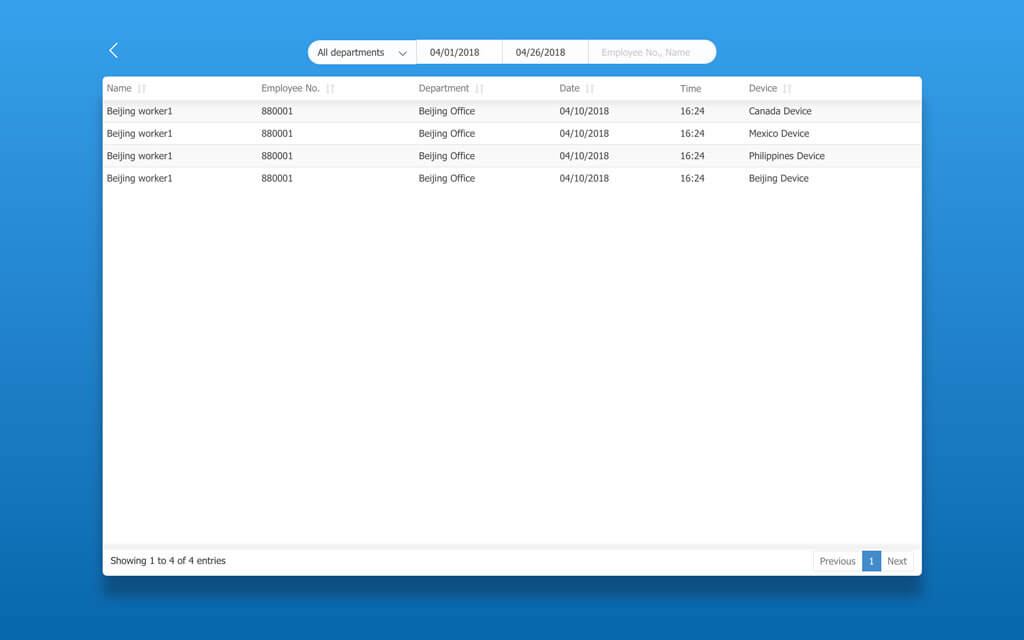 All departments 04/01/2018 04/26/2018 Employee No., Name
Name Employee No. Department Date Time Device
Beijing worker1 880001 Beijing Office 04/10/2018 16:24 Canada Device
Beijing worker1 880001 Beijing Office 04/10/2018 16:24 Mexico Device
Beijing worker1 880001 Beijing Office 04/10/2018 16:24 Philippines Device
Beijing worker1 880001 Beijing Office 04/10/2018 16:24 Beijing Device
Showing 1 to 4 of 4 entries Previous 1 Next